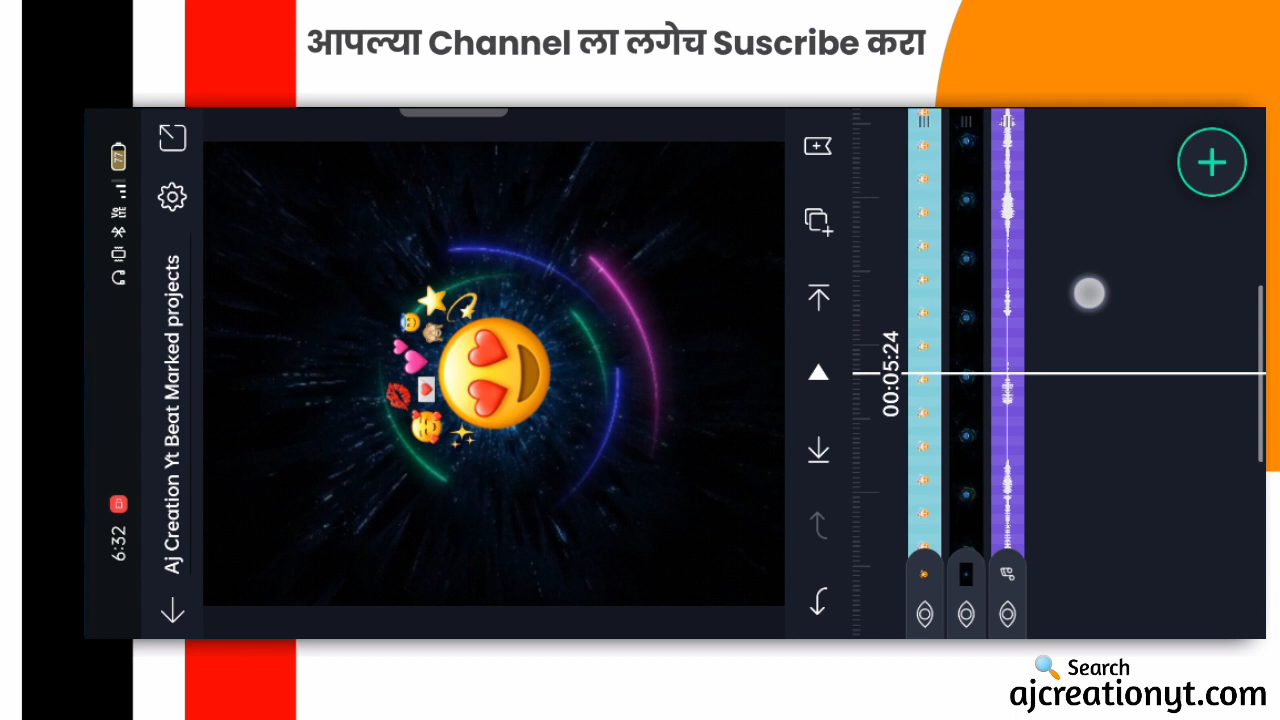 आपल्या Channel ला लगेच Suscribe करा
6:32
77
Aj Creation Yt Beat Marked projects
00:05:24
Search
ajcreationyt.com